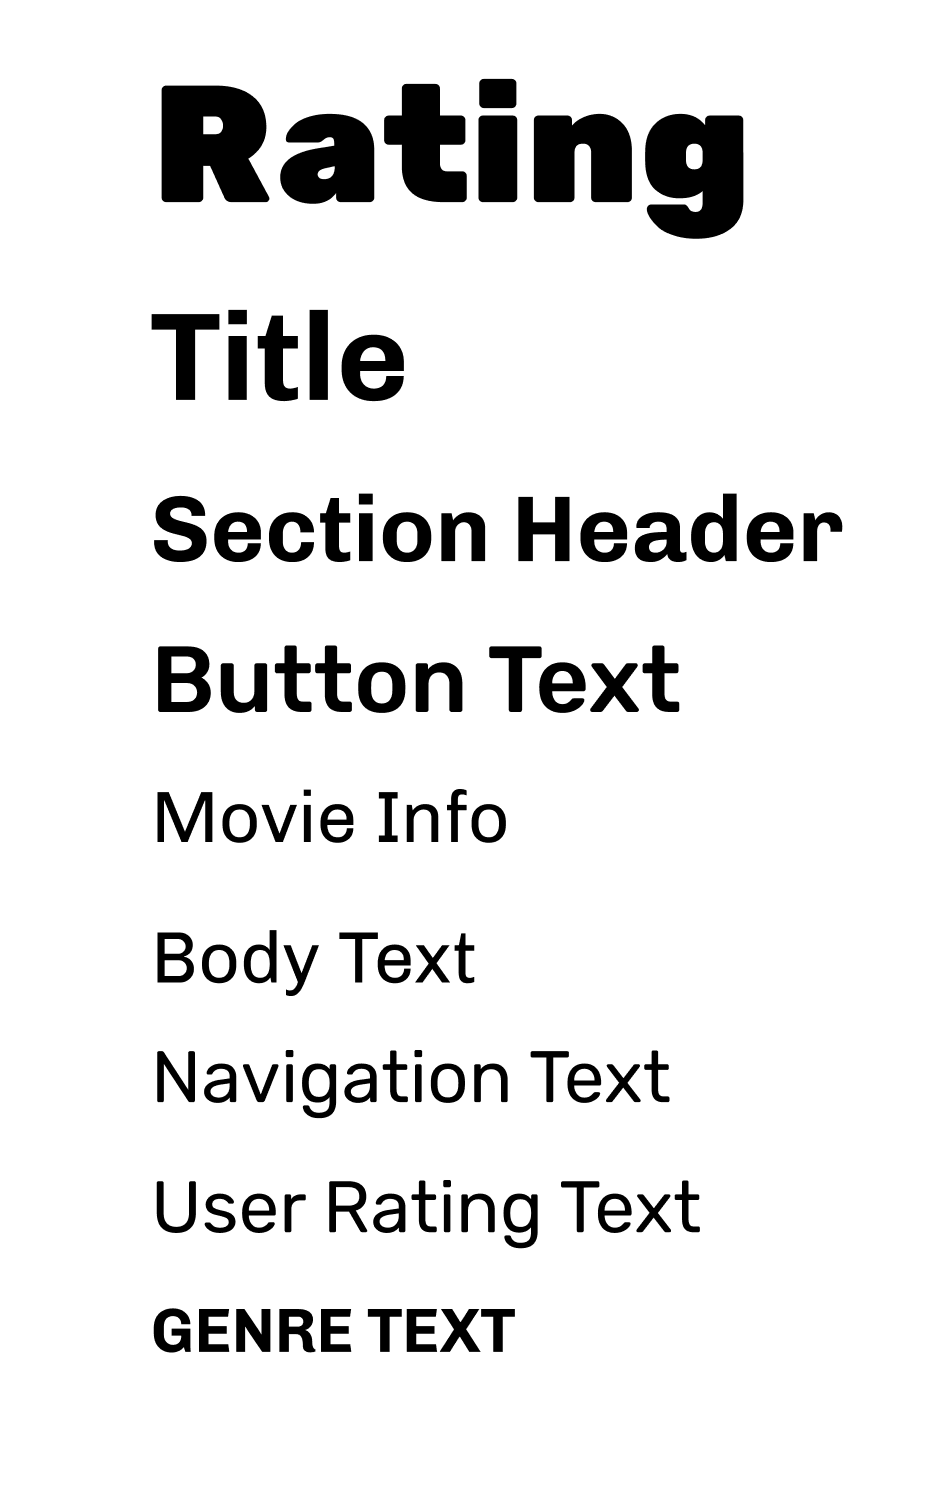 Rating
Title
Section Header
Button Text
Movie Info
Body Text
Navigation Text
User Rating Text
GENRE TEXT